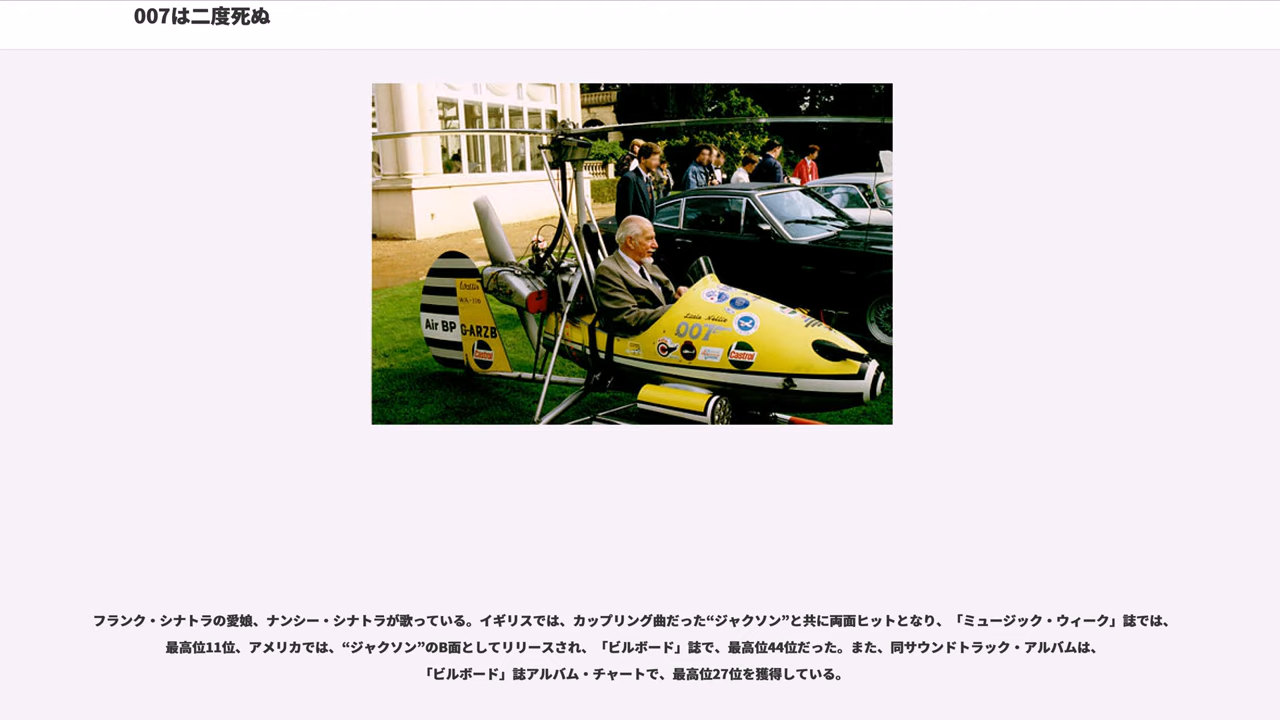 007は二度死ぬ
Wallis
WA-116
Air BP
G-ARZB
Castrol
Little Nellie
007
Castrol
フランク・シナトラの愛娘、ナンシー・シナトラが歌っている。イギリスでは、カップリング曲だった“ジャクソン”と共に両面ヒットとなり、「ミュージック・ウィーク」誌では、
最高位11位、アメリカでは、“ジャクソン”のB面としてリリースされ、「ビルボード」誌で、最高位44位だった。また、同サウンドトラック・アルバムは、
「ビルボード」誌アルバム・チャートで、最高位27位を獲得している。